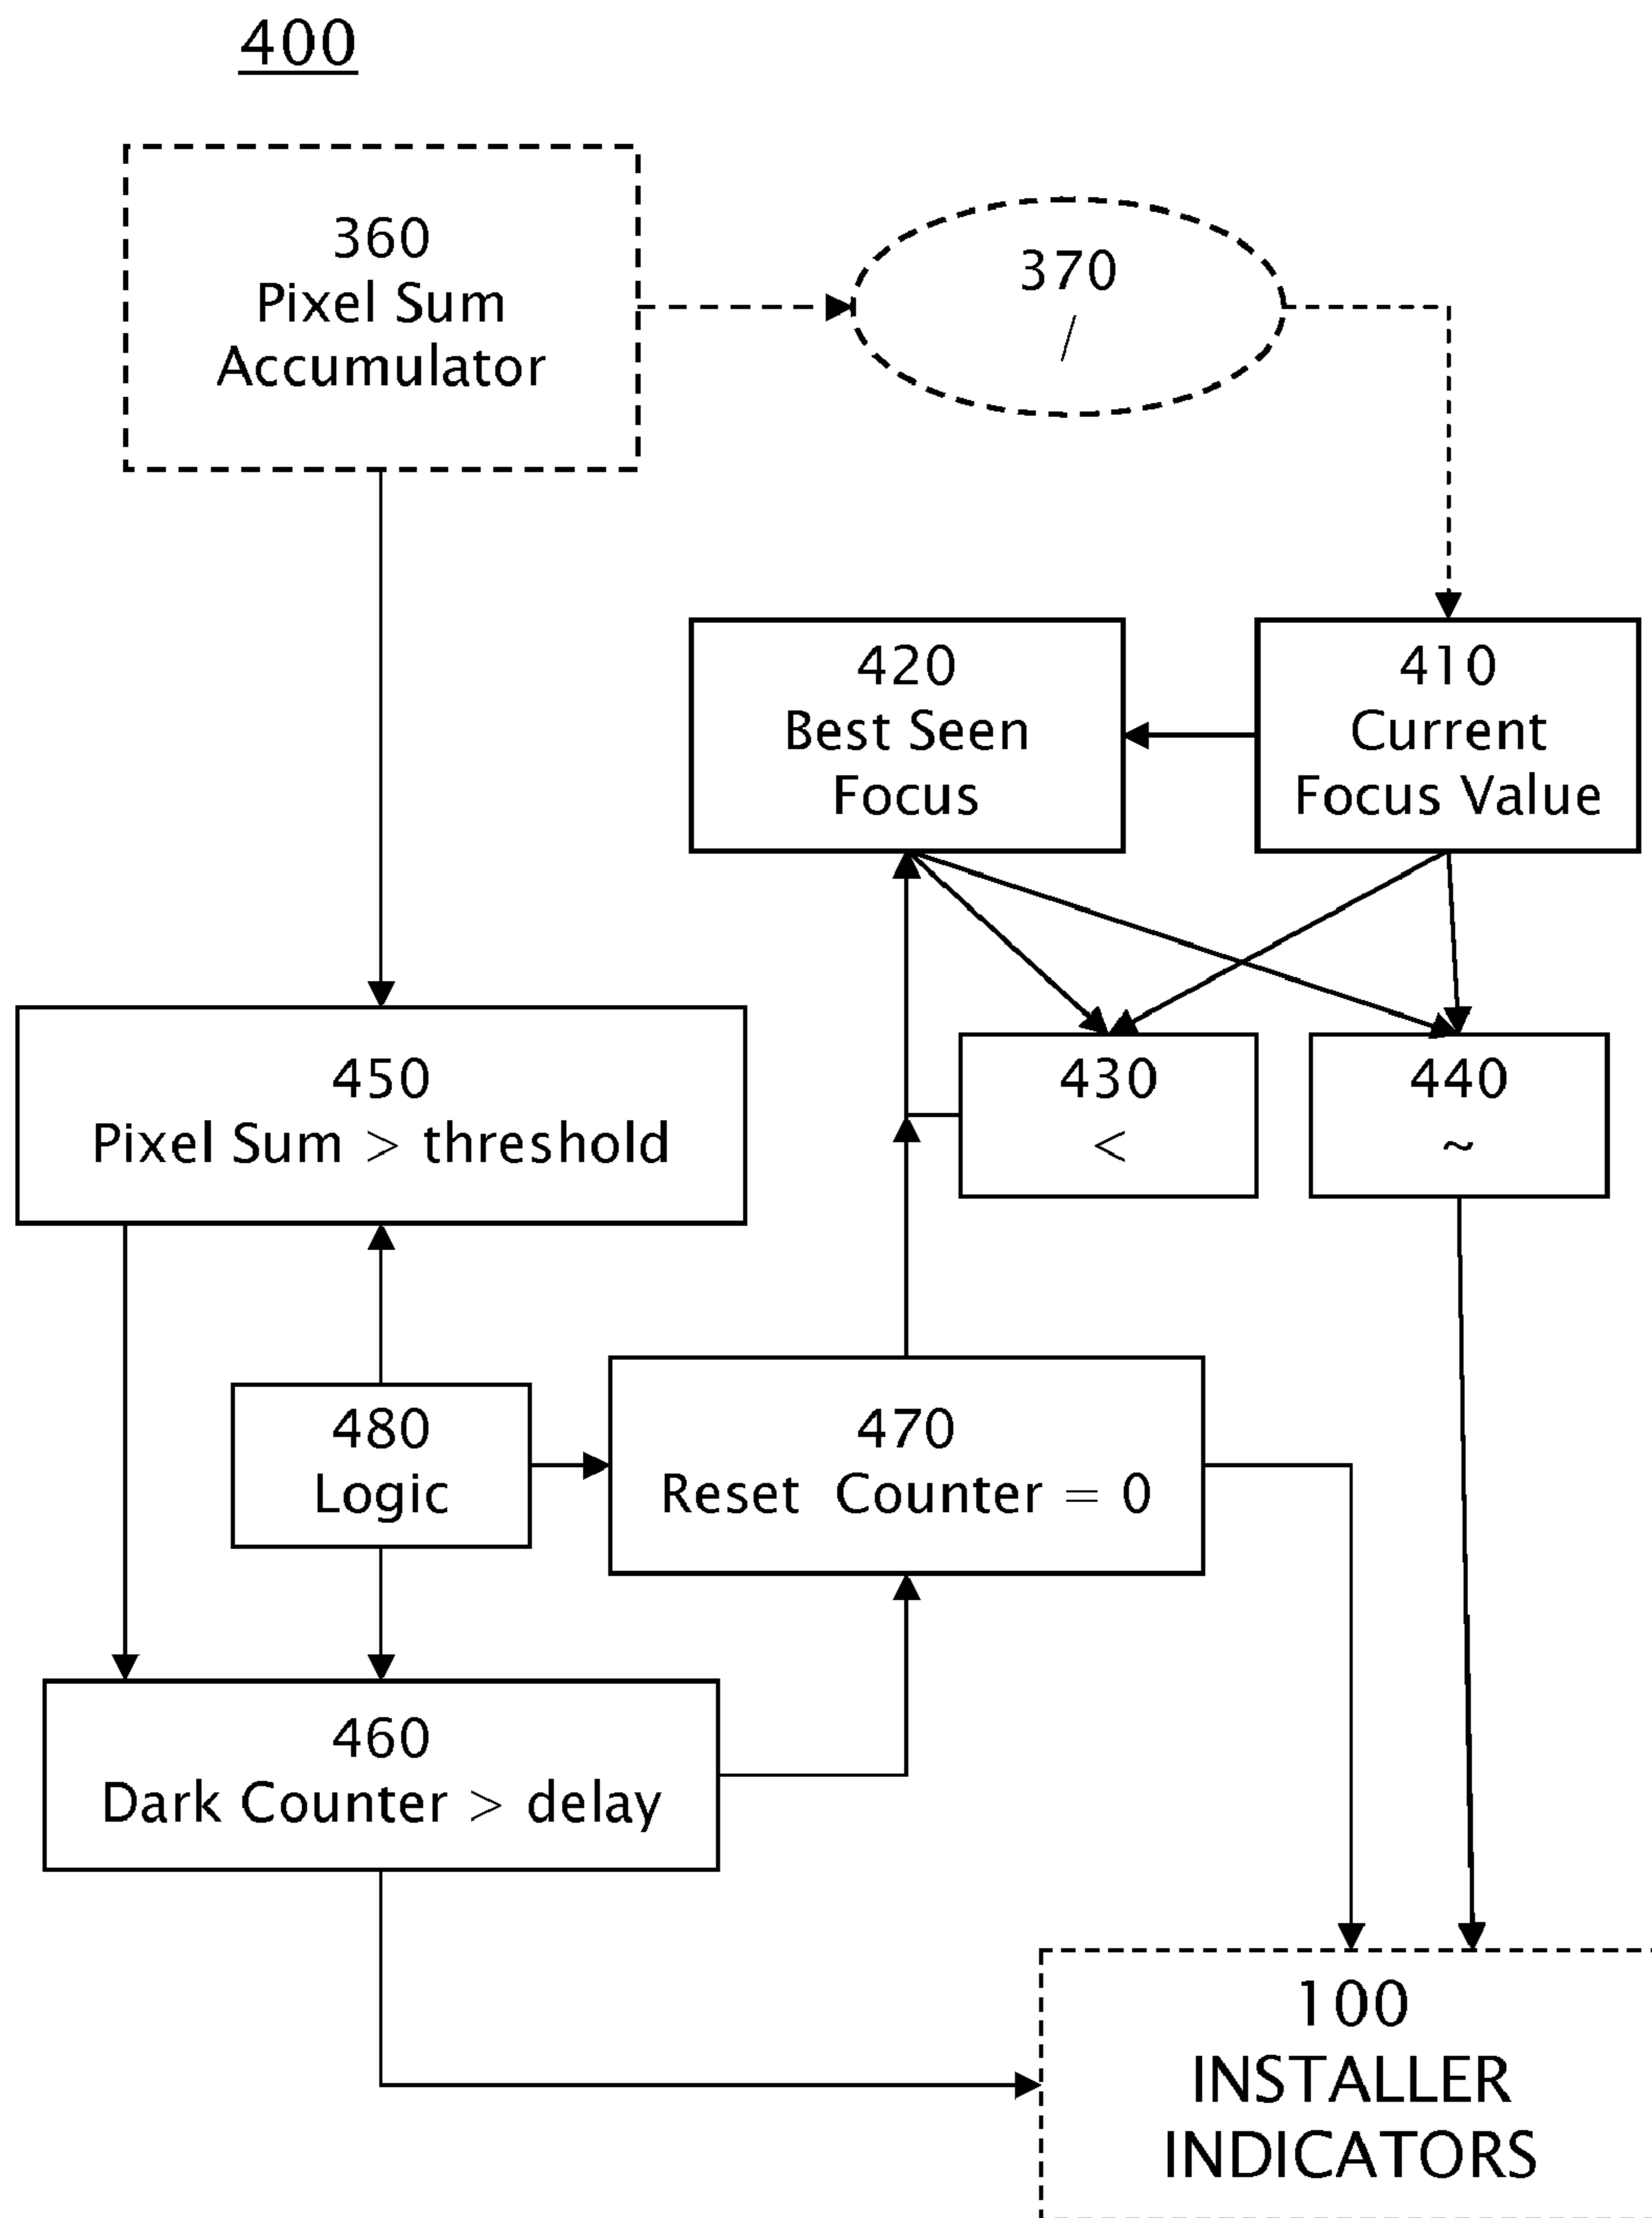 400
360
Pixel Sum
Accumulator
370
/
420
Best Seen
Focus
410
Current
Focus Value
450
Pixel Sum > threshold
430
<
440
~
480
Logic
470
Reset Counter = 0
460
Dark Counter > delay
100
INSTALLER
INDICATORS